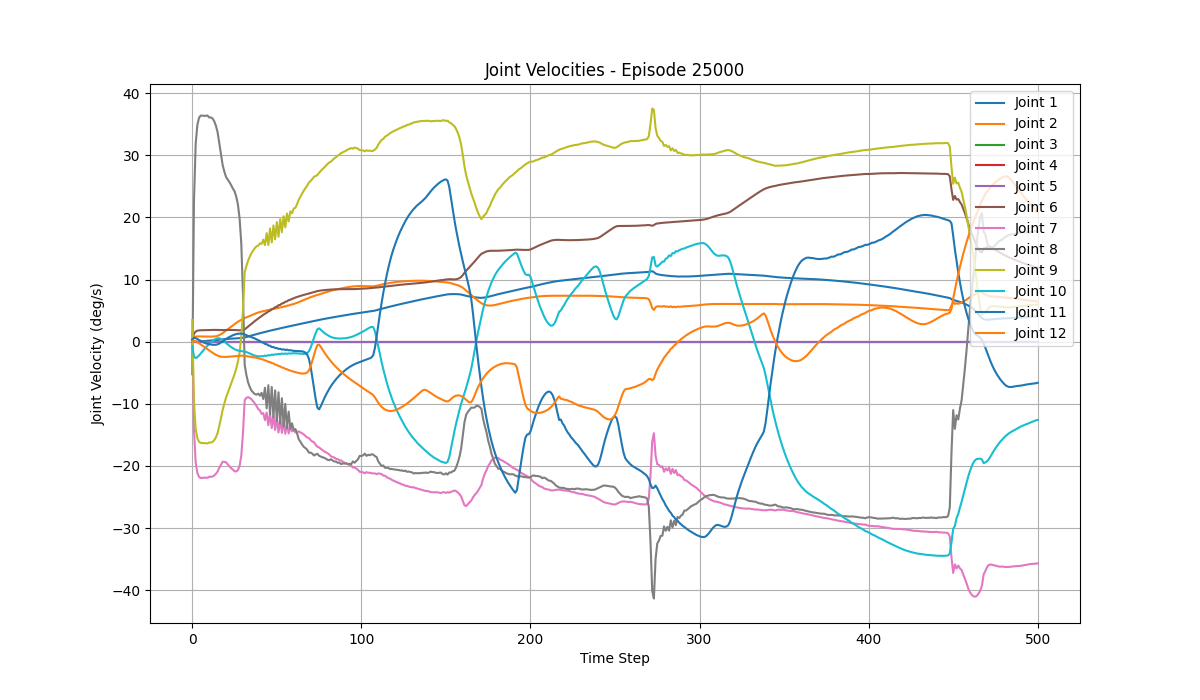 Joint Velocities - Episode 25000
Joint Velocity (deg/s)
40
30
20
10
0
−10
−20
−30
−40
0
100
200
300
400
500
Time Step
Joint 1
Joint 2
Joint 3
Joint 4
Joint 5
Joint 6
Joint 7
Joint 8
Joint 9
Joint 10
Joint 11
Joint 12